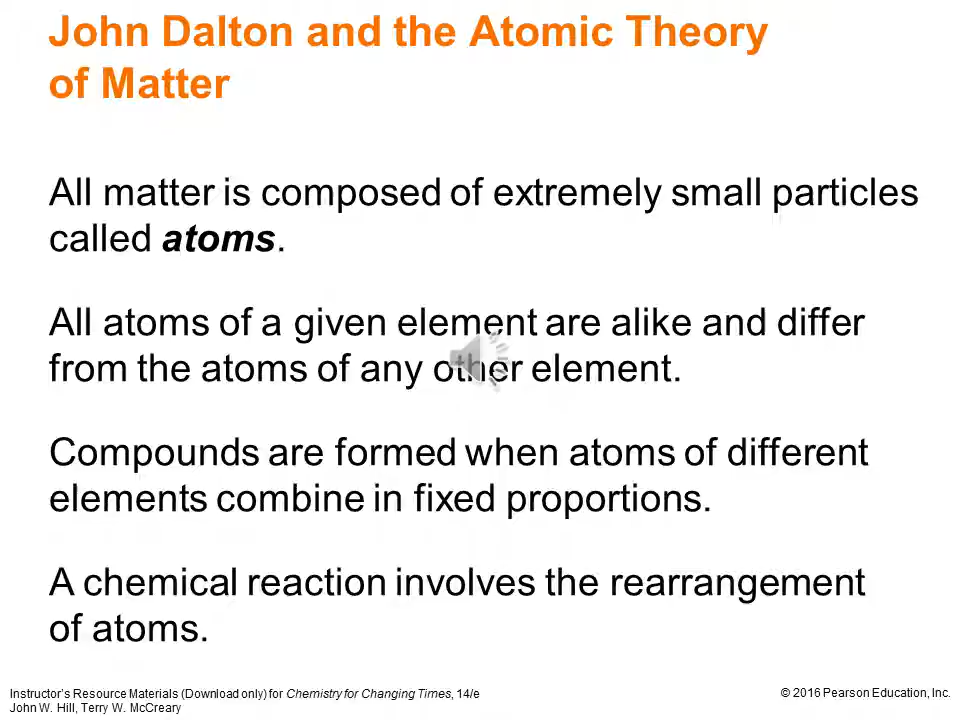 John Dalton and the Atomic Theory
of Matter
All matter is composed of extremely small particles
called atoms.
All atoms of a given element are alike and differ
from the atoms of any other element.
Compounds are formed when atoms of different
elements combine in fixed proportions.
A chemical reaction involves the rearrangement
of atoms.
Instructor's Resource Materials (Download only) for Chemistry for Changing Times, 14/e
John W. Hill, Terry W. McCreary
© 2016 Pearson Education, Inc.